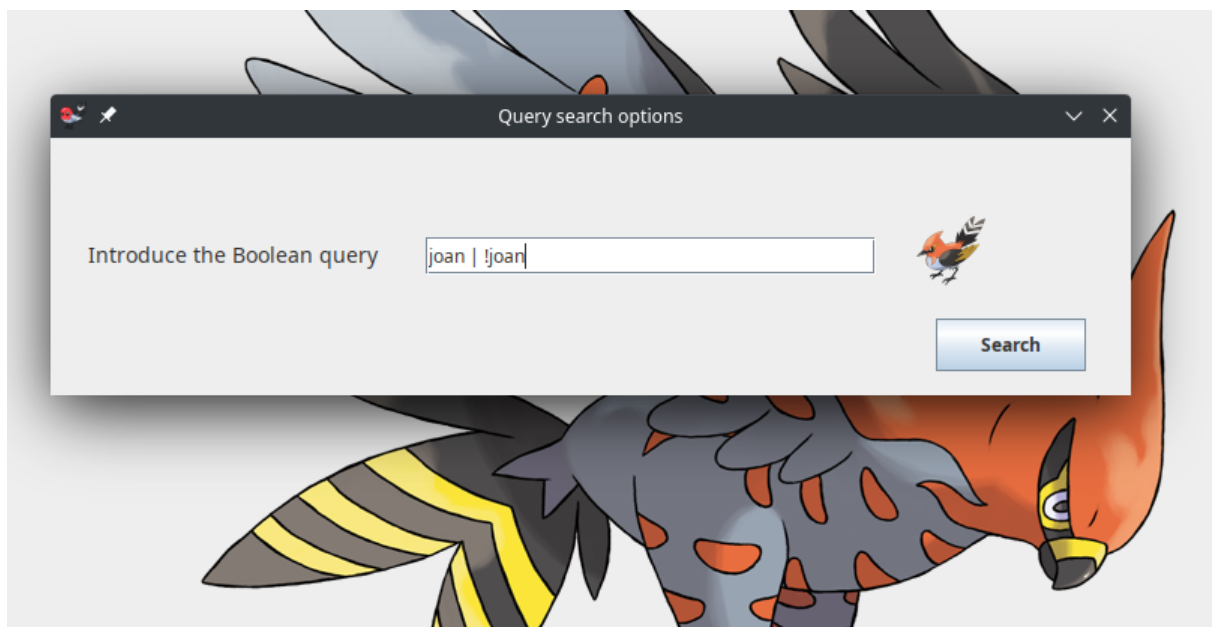 Query search options
Introduce the Boolean query
joan | !joan
Search